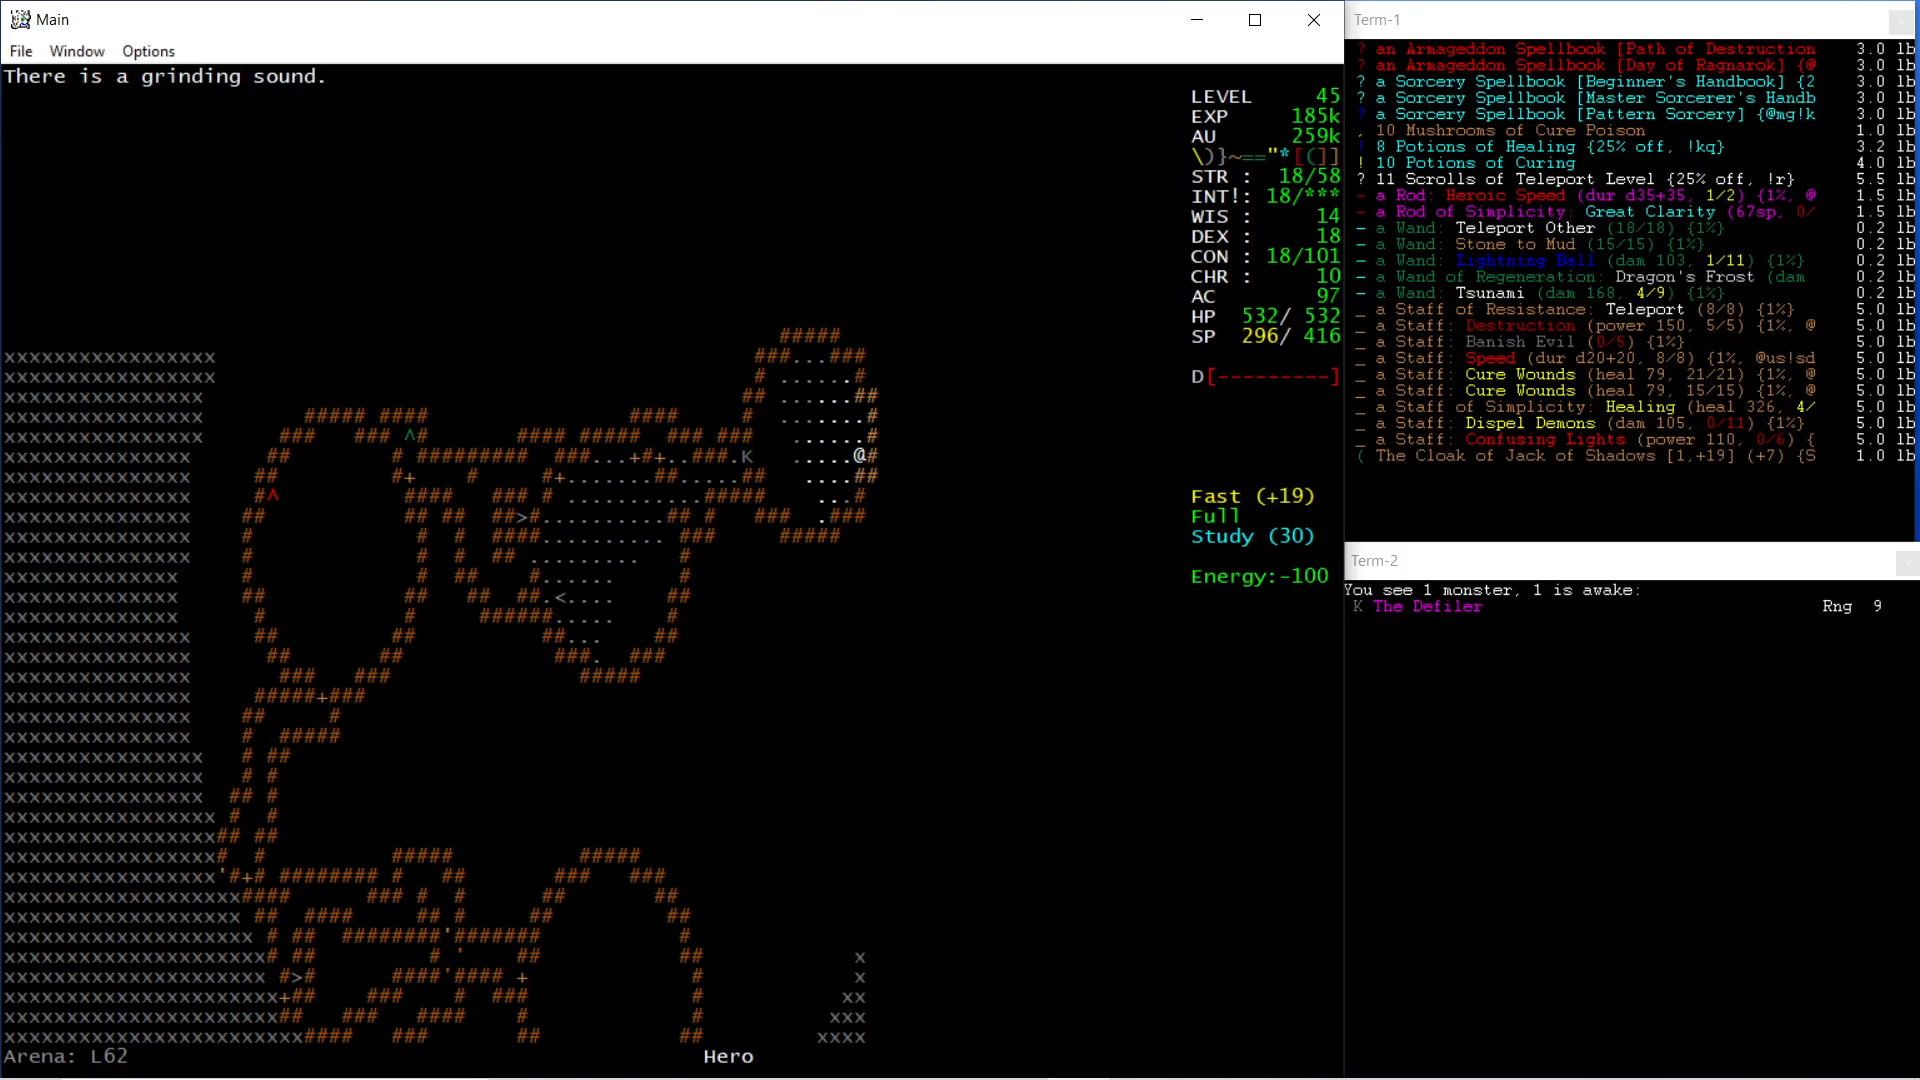 Main
File Window Options
There is a grinding sound.
LEVEL 45
EXP 185k
AU 259k
\)}~=="*[(]]
STR : 18/58
INT!: 18/***
WIS : 14
DEX : 18
CON : 18/101
CHR : 10
AC 97
HP 532/ 532
SP 296/ 416
D[---------]
Fast (+19)
Full
Study (30)
Energy:-100
Arena: L62
Hero
Term-1
? an Armageddon Spellbook [Path of Destruction 3.0 lb
? an Armageddon Spellbook [Day of Ragnarok] {@ 3.0 lb
? a Sorcery Spellbook [Beginner's Handbook] {2 3.0 lb
? a Sorcery Spellbook [Master Sorcerer's Handb 3.0 lb
? a Sorcery Spellbook [Pattern Sorcery] {@mg!k 3.0 lb
, 10 Mushrooms of Cure Poison 1.0 lb
! 8 Potions of Healing {25% off, !kq} 3.2 lb
! 10 Potions of Curing 4.0 lb
? 11 Scrolls of Teleport Level {25% off, !r} 5.5 lb
- a Rod: Heroic Speed (dur d35+35, 1/2) {1%, @ 1.5 lb
- a Rod of Simplicity: Great Clarity (67sp, 0/ 1.5 lb
- a Wand: Teleport Other (18/18) {1%} 0.2 lb
- a Wand: Stone to Mud (15/15) {1%} 0.2 lb
- a Wand: Lightning Ball (dam 103, 1/11) {1%} 0.2 lb
- a Wand of Regeneration: Dragon's Frost (dam 0.2 lb
- a Wand: Tsunami (dam 168, 4/9) {1%} 0.2 lb
_ a Staff of Resistance: Teleport (8/8) {1%} 5.0 lb
_ a Staff: Destruction (power 150, 5/5) {1%, @ 5.0 lb
_ a Staff: Banish Evil (0/5) {1%} 5.0 lb
_ a Staff: Speed (dur d20+20, 8/8) {1%, @us!sd 5.0 lb
_ a Staff: Cure Wounds (heal 79, 21/21) {1%, @ 5.0 lb
_ a Staff: Cure Wounds (heal 79, 15/15) {1%, @ 5.0 lb
_ a Staff of Simplicity: Healing (heal 326, 4/ 5.0 lb
_ a Staff: Dispel Demons (dam 105, 0/11) {1%} 5.0 lb
_ a Staff: Confusing Lights (power 110, 0/6) { 5.0 lb
( The Cloak of Jack of Shadows [1,+19] (+7) {S 1.0 lb
Term-2
You see 1 monster, 1 is awake:
K The Defiler Rng 9